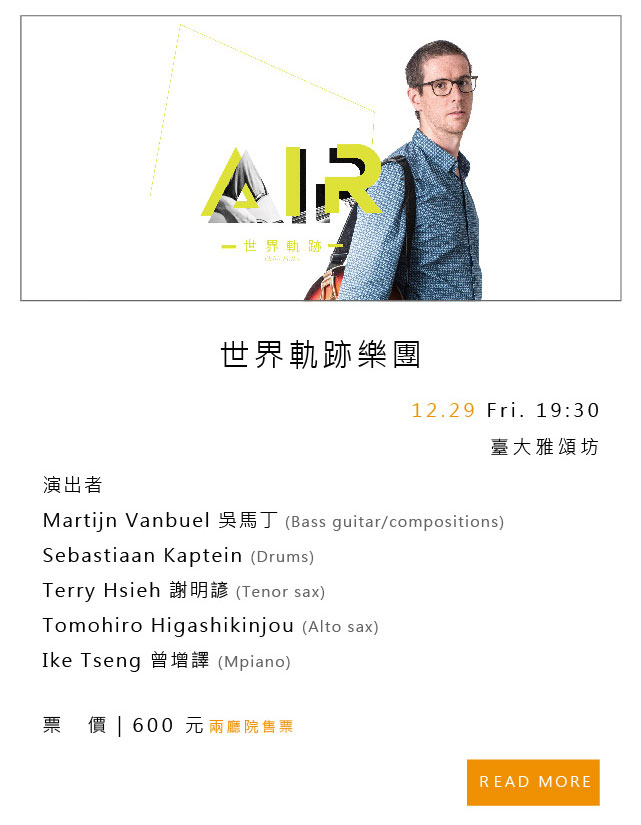 AIR
世界軌跡
世界軌跡樂團
12.29 Fri. 19:30
臺大雅頌坊
演出者
Martijn Vanbuel 吳馬丁 (Bass guitar/compositions)
Sebastiaan Kaptein (Drums)
Terry Hsieh 謝明諺 (Tenor sax)
Tomohiro Higashikinjou (Alto sax)
Ike Tseng 曾增譯 (Mpiano)
票 價 | 600 元 兩廳院售票
READ MORE